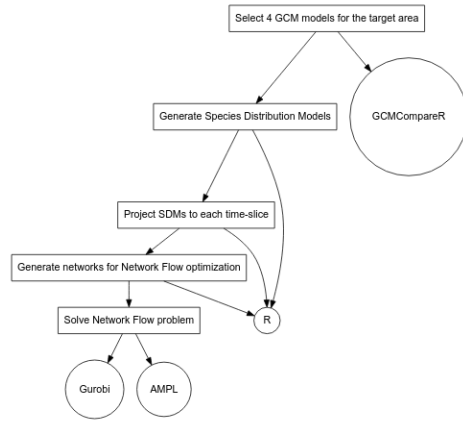 Select 4 GCM models for the target area
GCMCompareR
Generate Species Distribution Models
Project SDMs to each time-slice
Generate networks for Network Flow optimization
Solve Network Flow problem
R
Gurobi
AMPL